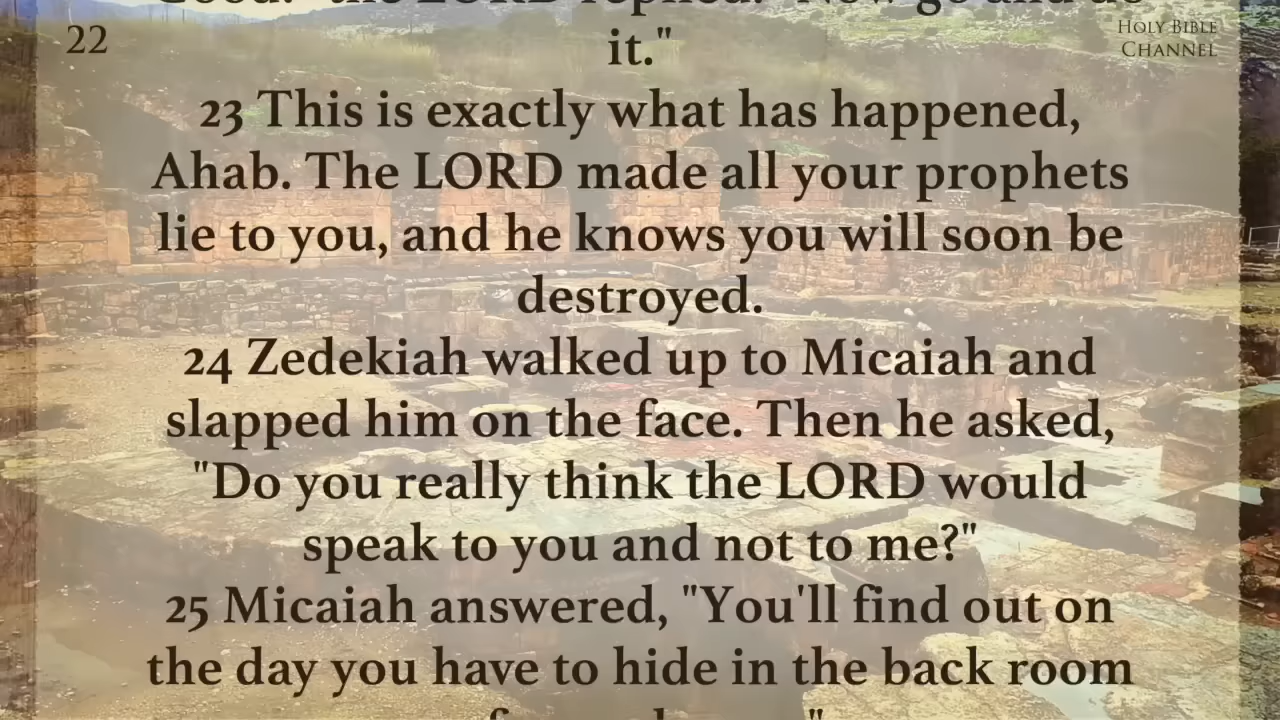 Good." the LORD replied. "Now go and do
22
HOLY BIBLE
CHANNEL
it."
23 This is exactly what has happened,
Ahab. The LORD made all your prophets
lie to you, and he knows you will soon be
destroyed.
24 Zedekiah walked up to Micaiah and
slapped him on the face. Then he asked,
"Do you really think the LORD would
speak to you and not to me?"
25 Micaiah answered, "You'll find out on
the day you have to hide in the back room